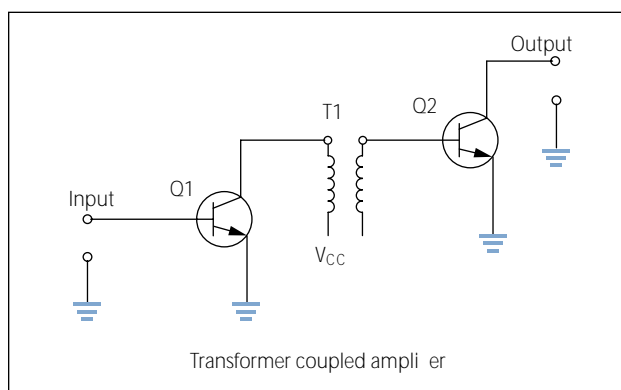 Output
T1
Q2
Q1
Input
VCC
Transformer coupled ampli er